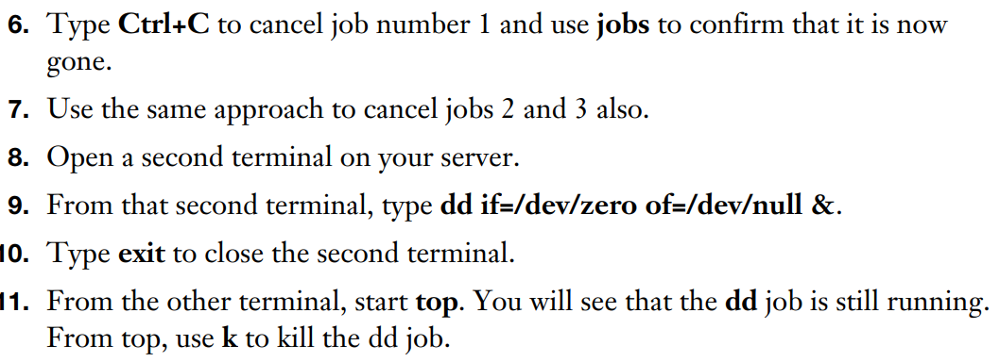 6. Type Ctrl+C to cancel job number 1 and use jobs to confirm that it is now
gone.
7. Use the same approach to cancel jobs 2 and 3 also.
8. Open a second terminal on your server.
9. From that second terminal, type dd if=/dev/zero of=/dev/null &.
10. Type exit to close the second terminal.
11. From the other terminal, start top. You will see that the dd job is still running.
From top, use k to kill the dd job.